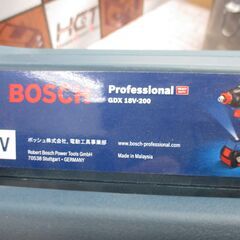 HCT
BOSCH
Professional
GDX 18V-200
V
ボッシュ株式会社, 電動工具事業部
Robert Bosch Power Tools GmbH
70538 Stuttgart - GERMANY
www.bosch-professional.com
Made in Malaysia